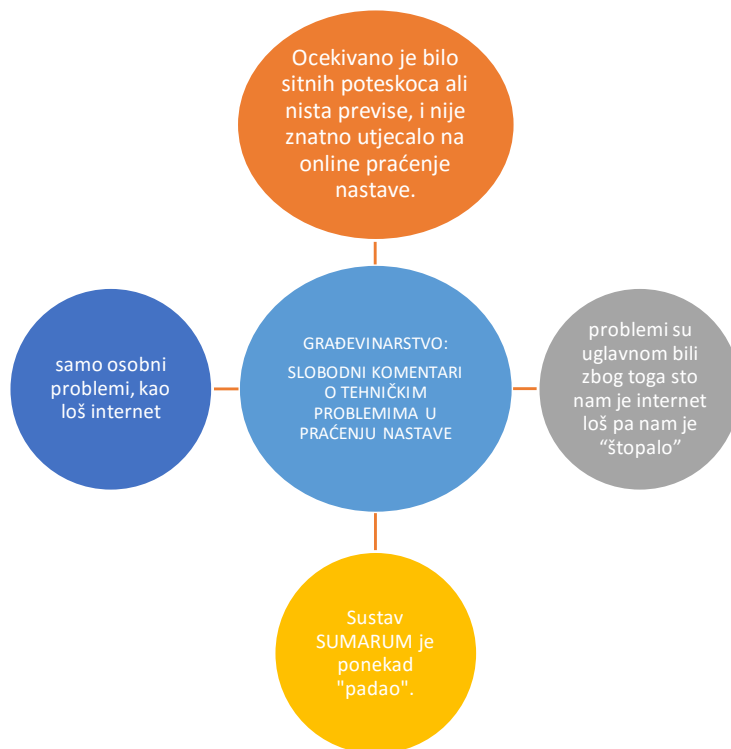 Ocekivano je bilo
sitnih poteskoca ali
nista previse, i nije
znatno utjecalo na
online praćenje
nastave.
samo osobni
problemi, kao
loš internet
GRAĐEVINARSTVO:
SLOBODNI KOMENTARI
O TEHNIČKIM
PROBLEMIMA U
PRAĆENJU NASTAVE
problemi su
uglavnom bili
zbog toga sto
nam je internet
loš pa nam je
“štopalo”
Sustav
SUMARUM je
ponekad
"padao".